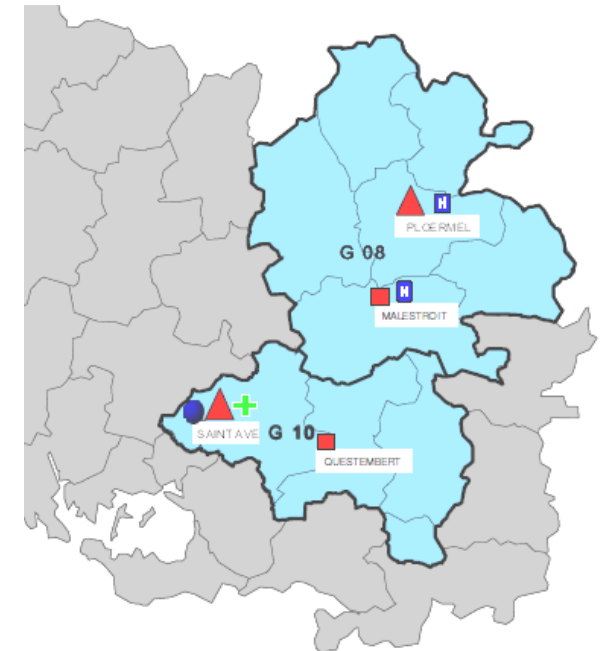 H
PLOERMEL
G 08
H
MALESTROIT
SAINT AVE
G 10
QUESTEMBERT